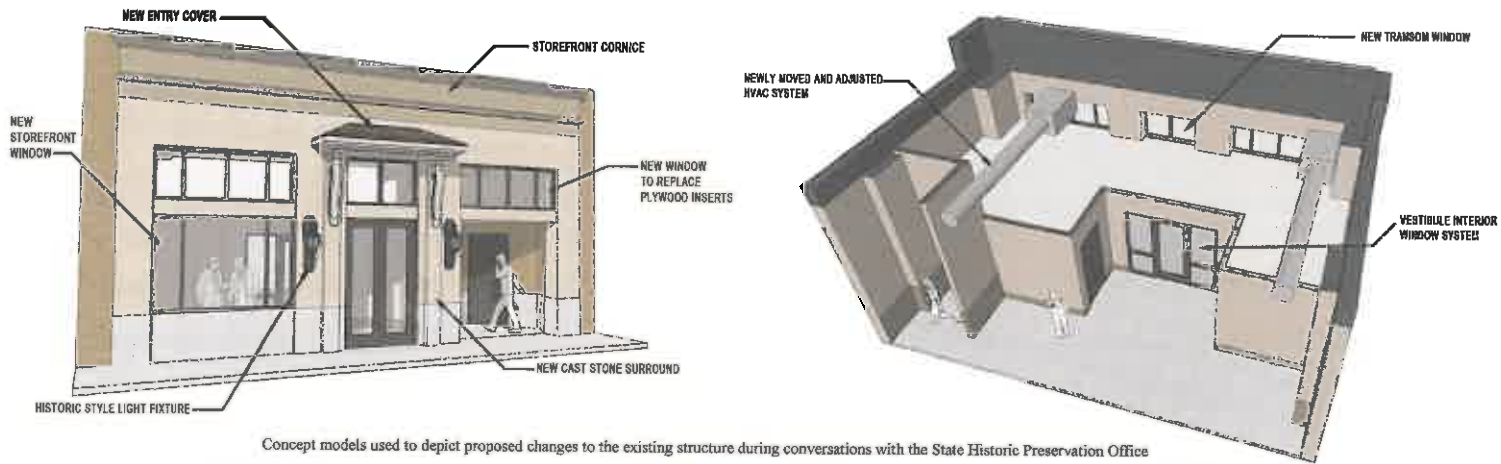 NEW ENTRY COVER
STOREFRONT CORNICE
NEW
STOREFRONT
WINDOW
NEW WINDOW
TO REPLACE
PLYWOOD INSERTS
NEW CAST STONE SURROUND
HISTORIC STYLE LIGHT FIXTURE
NEW TRANSOM WINDOW
NEWLY MOVED AND ADJUSTED
HVAC SYSTEM
VESTIBULE INTERIOR
WINDOW SYSTEM
Concept models used to depict proposed changes to the existing structure during conversations with the State Historic Preservation Office